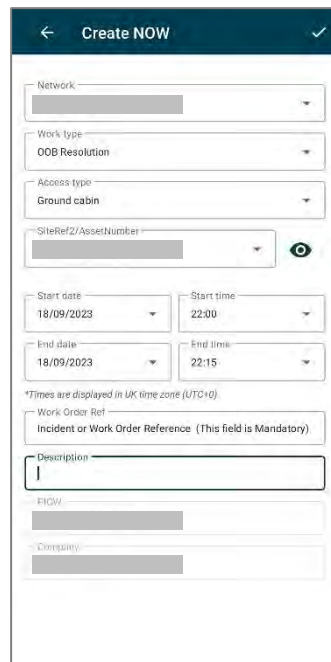 Create NOW
Network
Work type
OOB Resolution
Access type
Ground cabin
SiteRef2/AssetNumber
Start date
18/09/2023
Start time
22:00
End date
18/09/2023
End time
22:15
*Times are displayed in UK time zone (UTC+0)
Work Order Ref
Incident or Work Order Reference (This field is Mandatory)
Description
PICW
Company